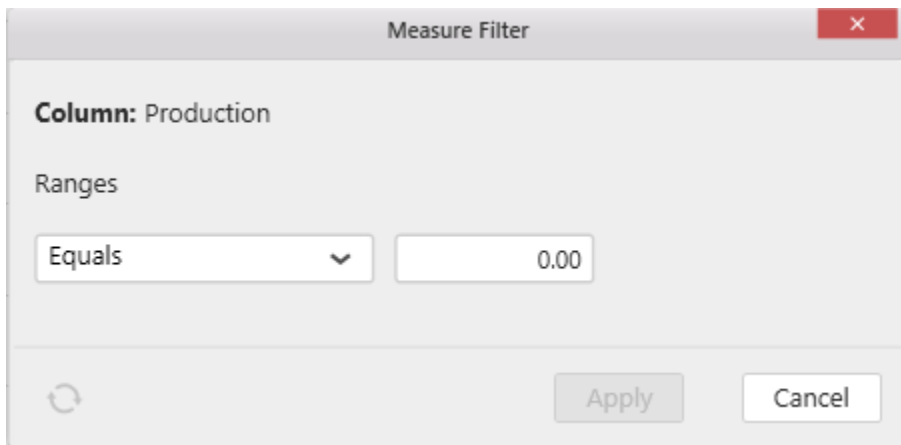 Measure Filter
Column: Production
Ranges
Equals
0.00
Apply
Cancel